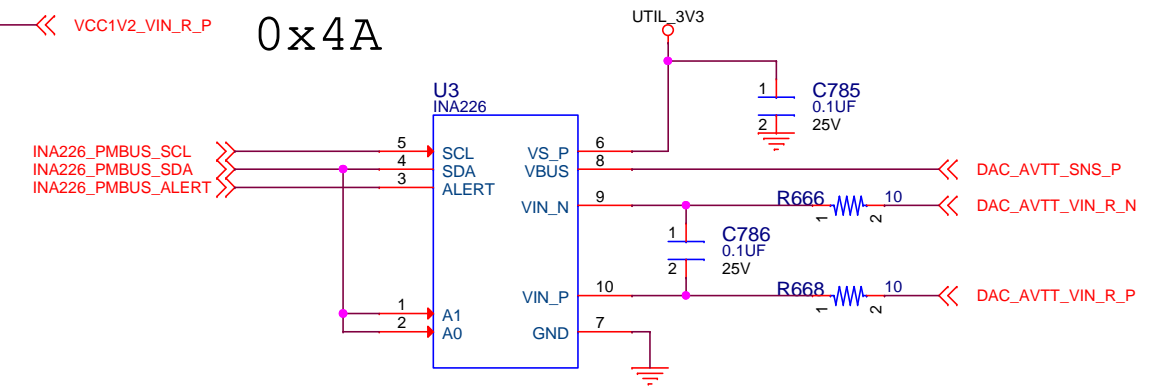 VCC1V2_VIN_R_P
0x4A
UTIL_3V3
U3
INA226
1
C785
0.1UF
2
25V
INA226_PMBUS_SCL
5
SCL
VS_P
6
INA226_PMBUS_SDA
4
SDA
VBUS
8
DAC_AVTT_SNS_P
INA226_PMBUS_ALERT
3
ALERT
VIN_N
9
R666
1
2
10
DAC_AVTT_VIN_R_N
1
C786
0.1UF
2
25V
VIN_P
10
R668
1
2
10
DAC_AVTT_VIN_R_P
1
A1
2
A0
GND
7